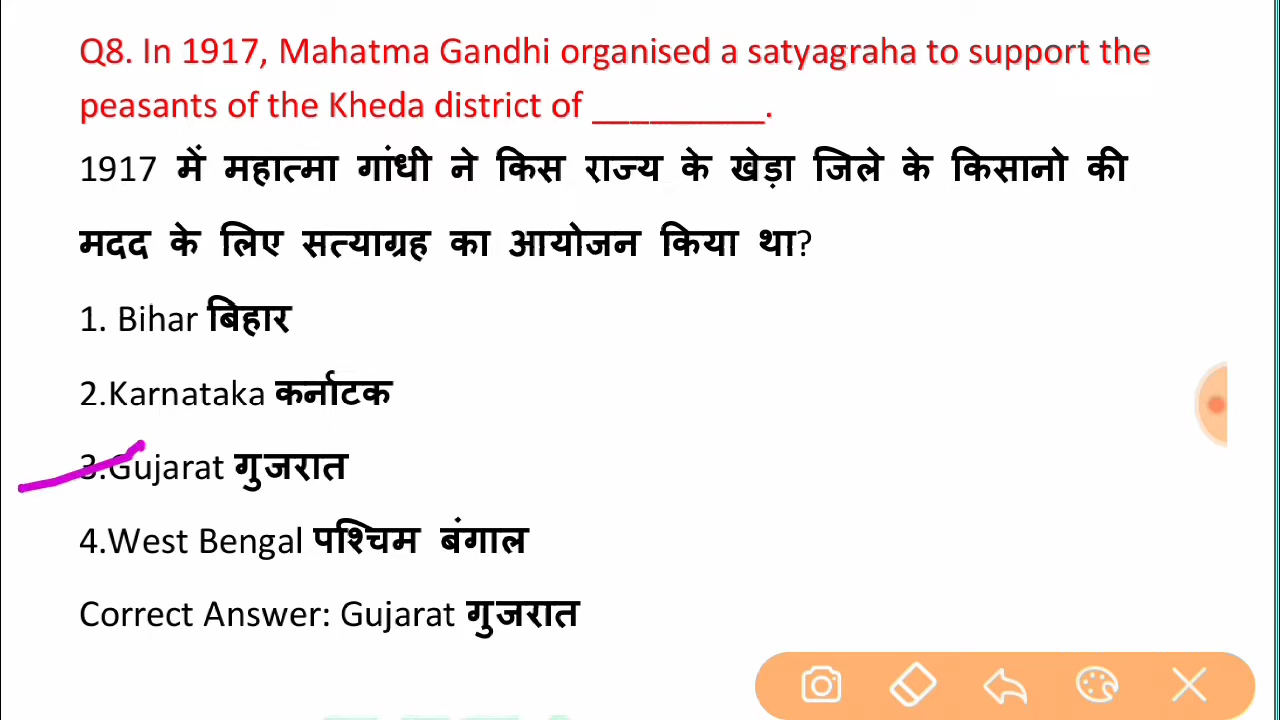 Q8. In 1917, Mahatma Gandhi organised a satyagraha to support the
peasants of the Kheda district of _________.
1917 में महात्मा गांधी ने किस राज्य के खेड़ा जिले के किसानो की
मदद के लिए सत्याग्रह का आयोजन किया था?
1. Bihar बिहार
2.Karnataka कर्नाटक
3.Gujarat गुजरात
4.West Bengal पश्चिम बंगाल
Correct Answer: Gujarat गुजरात